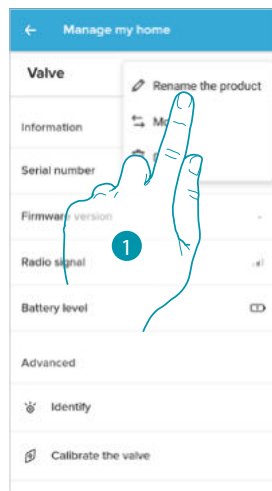 Manage my home
Valve
Rename the product
Information
Serial number
Firmware version
-
Radio signal
1
Battery level
Advanced
Identify
Calibrate the valve